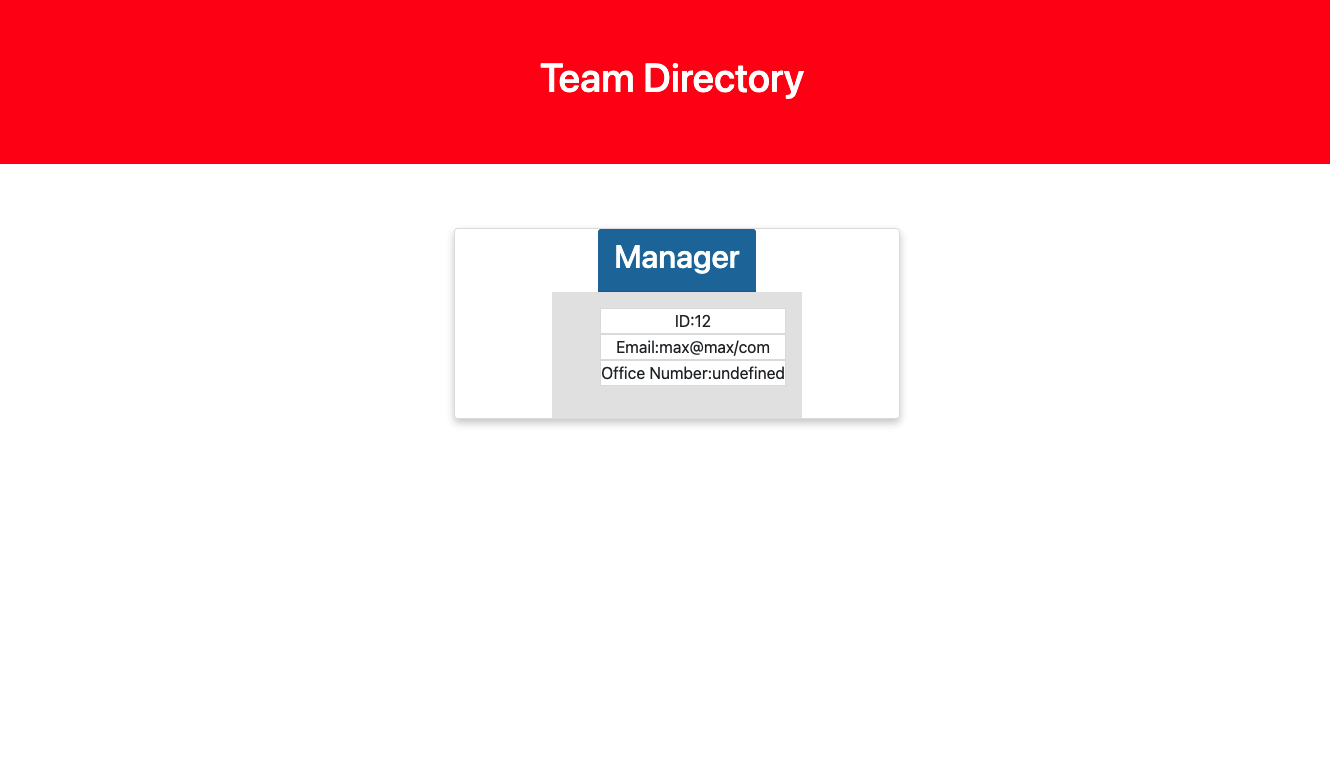 Team Directory
Manager
ID:12
Email:max@max/com
Office Number:undefined